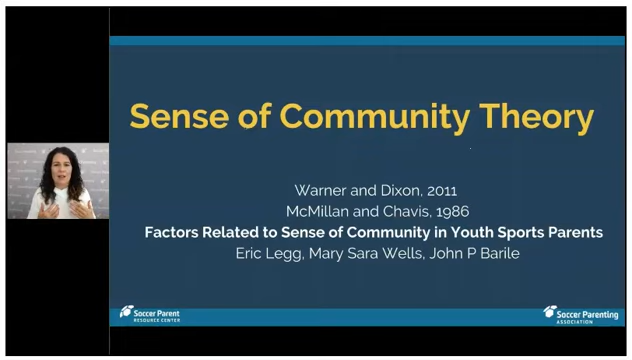 Sense of Community Theory
Warner and Dixon, 2011
McMillan and Chavis, 1986
Factors Related to Sense of Community in Youth Sports Parents
Eric Legg, Mary Sara Wells, John P Barile
Soccer Parent
RESOURCE CENTER
Soccer Parenting
ASSOCIATION